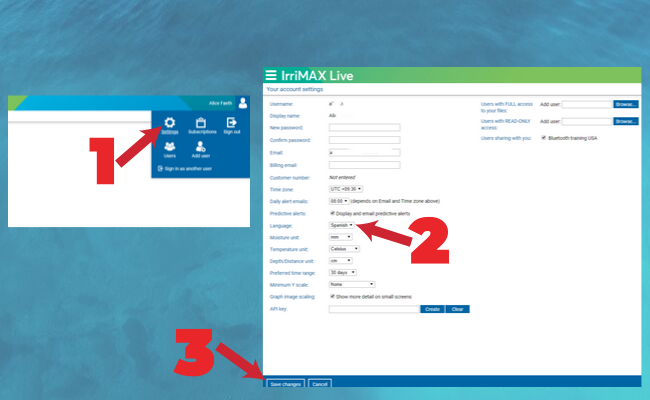 1
Alice Faeth
Settings
Subscriptions
Sign out
Users
Add user
Sign in as another user
IrriMAX Live
Your account settings
Username:
Display name:
New password:
Confirm password:
Email:
Billing email:
Customer number: Not entered
Time zone: UTC +09:30
Daily alert emails: 00:00 (depends on Email and Time zone above)
Predictive alerts: Display and email predictive alerts
Language: Spanish
2
Moisture unit: mm
Temperature unit: Celsius
Depth/Distance unit: cm
Preferred time range: 30 days
Minimum Y scale: None
Graph image scaling: Show more detail on small screens
API key: Create Clear
Users with FULL access to your files: Add user: Browse...
Users with READ-ONLY access: Add user: Browse...
Users sharing with you: Bluetooth training USA
3
Save changes Cancel